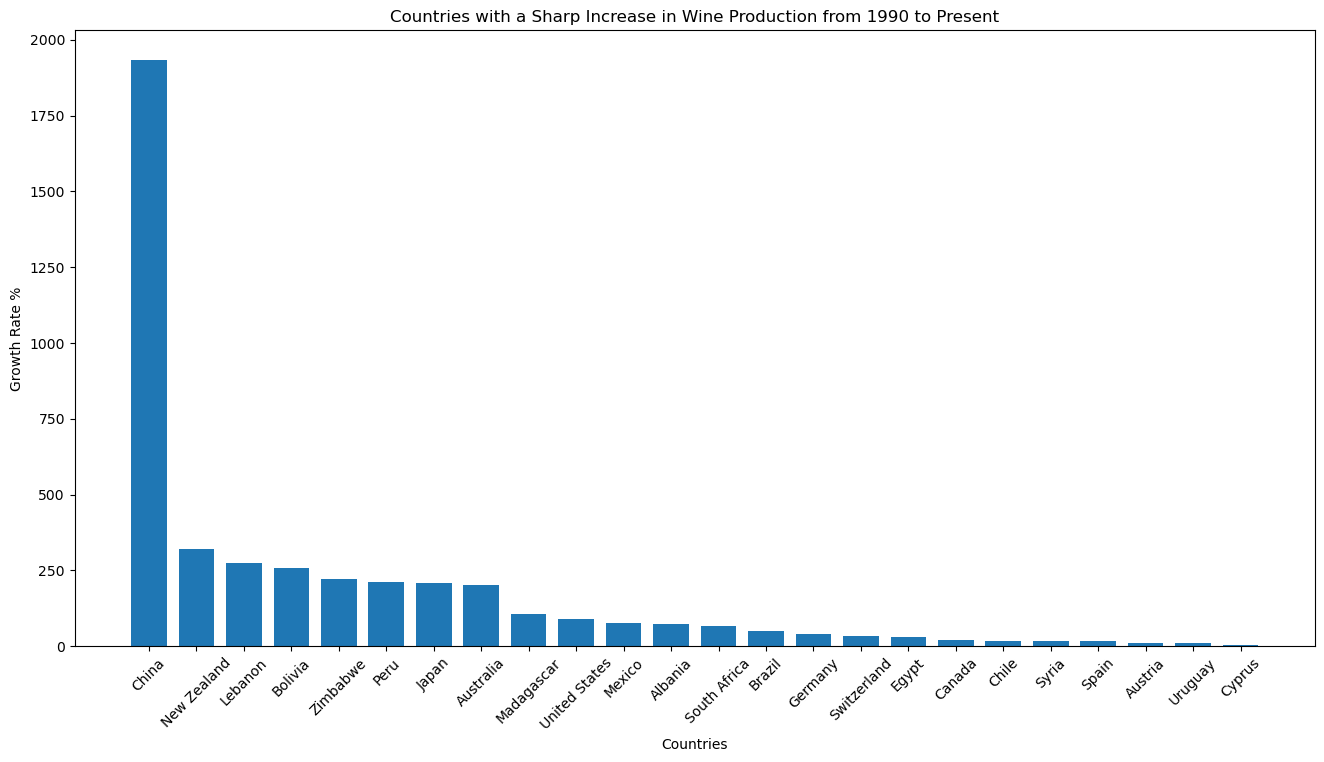 Countries with a Sharp Increase in Wine Production from 1990 to Present
2000
1750
1500
1250
1000
750
500
250
0
Growth Rate %
China
New Zealand
Lebanon
Bolivia
Zimbabwe
Peru
Japan
Australia
Madagascar
United States
Mexico
Albania
South Africa
Brazil
Germany
Switzerland
Egypt
Canada
Chile
Syria
Spain
Austria
Uruguay
Cyprus
Countries